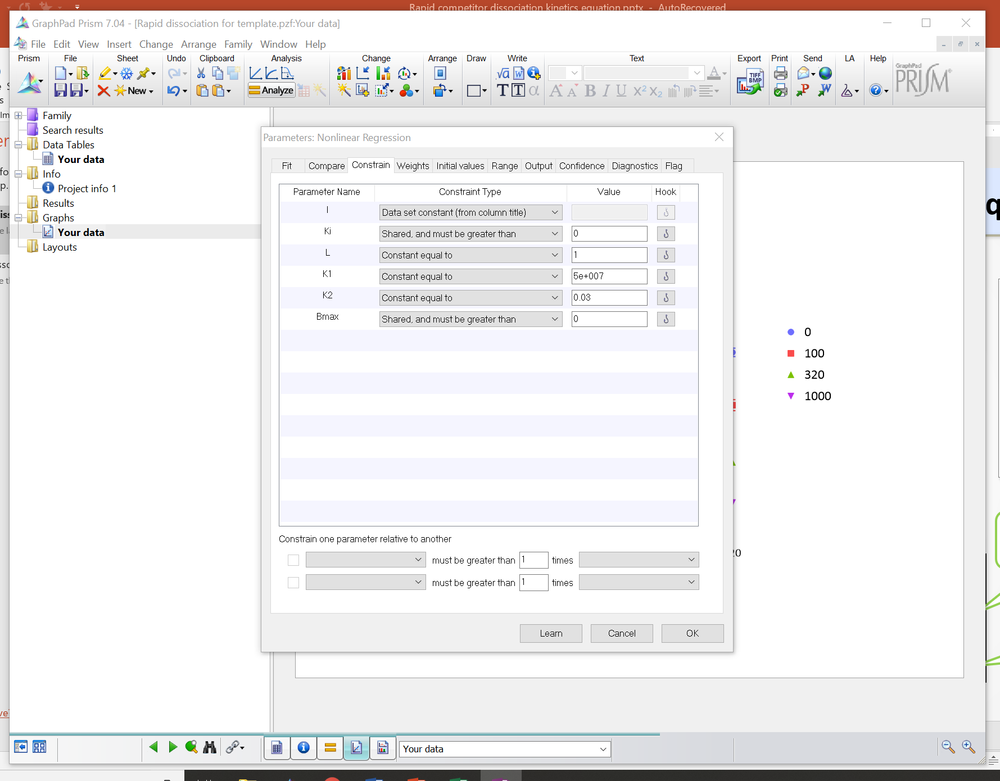 Rapid competitor dissociation kinetics equation.pptx - AutoRecovered
GraphPad Prism 7.04 - [Rapid dissociation for template.pzf:Your data]
File Edit View Insert Change Arrange Family Window Help
Prism File Sheet Undo Clipboard Analysis Change Arrange Draw Write Text Export Print Send LA Help
New
Analyze
TIFF
BMP
GraphPad
PRISM®
Family
Search results
Data Tables
Your data
Info
Project info 1
Results
Graphs
Your data
Layouts
Parameters: Nonlinear Regression
Fit Compare Constrain Weights Initial values Range Output Confidence Diagnostics Flag
Parameter Name Constraint Type Value Hook
I Data set constant (from column title)
Ki Shared, and must be greater than 0
L Constant equal to 1
K1 Constant equal to 5e+007
K2 Constant equal to 0.03
Bmax Shared, and must be greater than 0
Constrain one parameter relative to another
must be greater than 1 times
must be greater than 1 times
Learn Cancel OK
0
100
320
1000
Your data